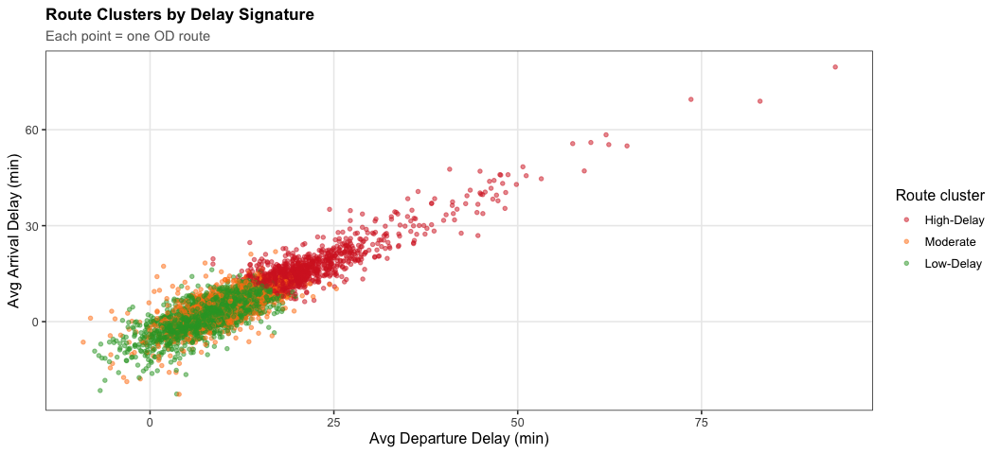 Route Clusters by Delay Signature
Each point = one OD route
Avg Arrival Delay (min)
60
30
0
0
25
50
75
Avg Departure Delay (min)
Route cluster
High-Delay
Moderate
Low-Delay